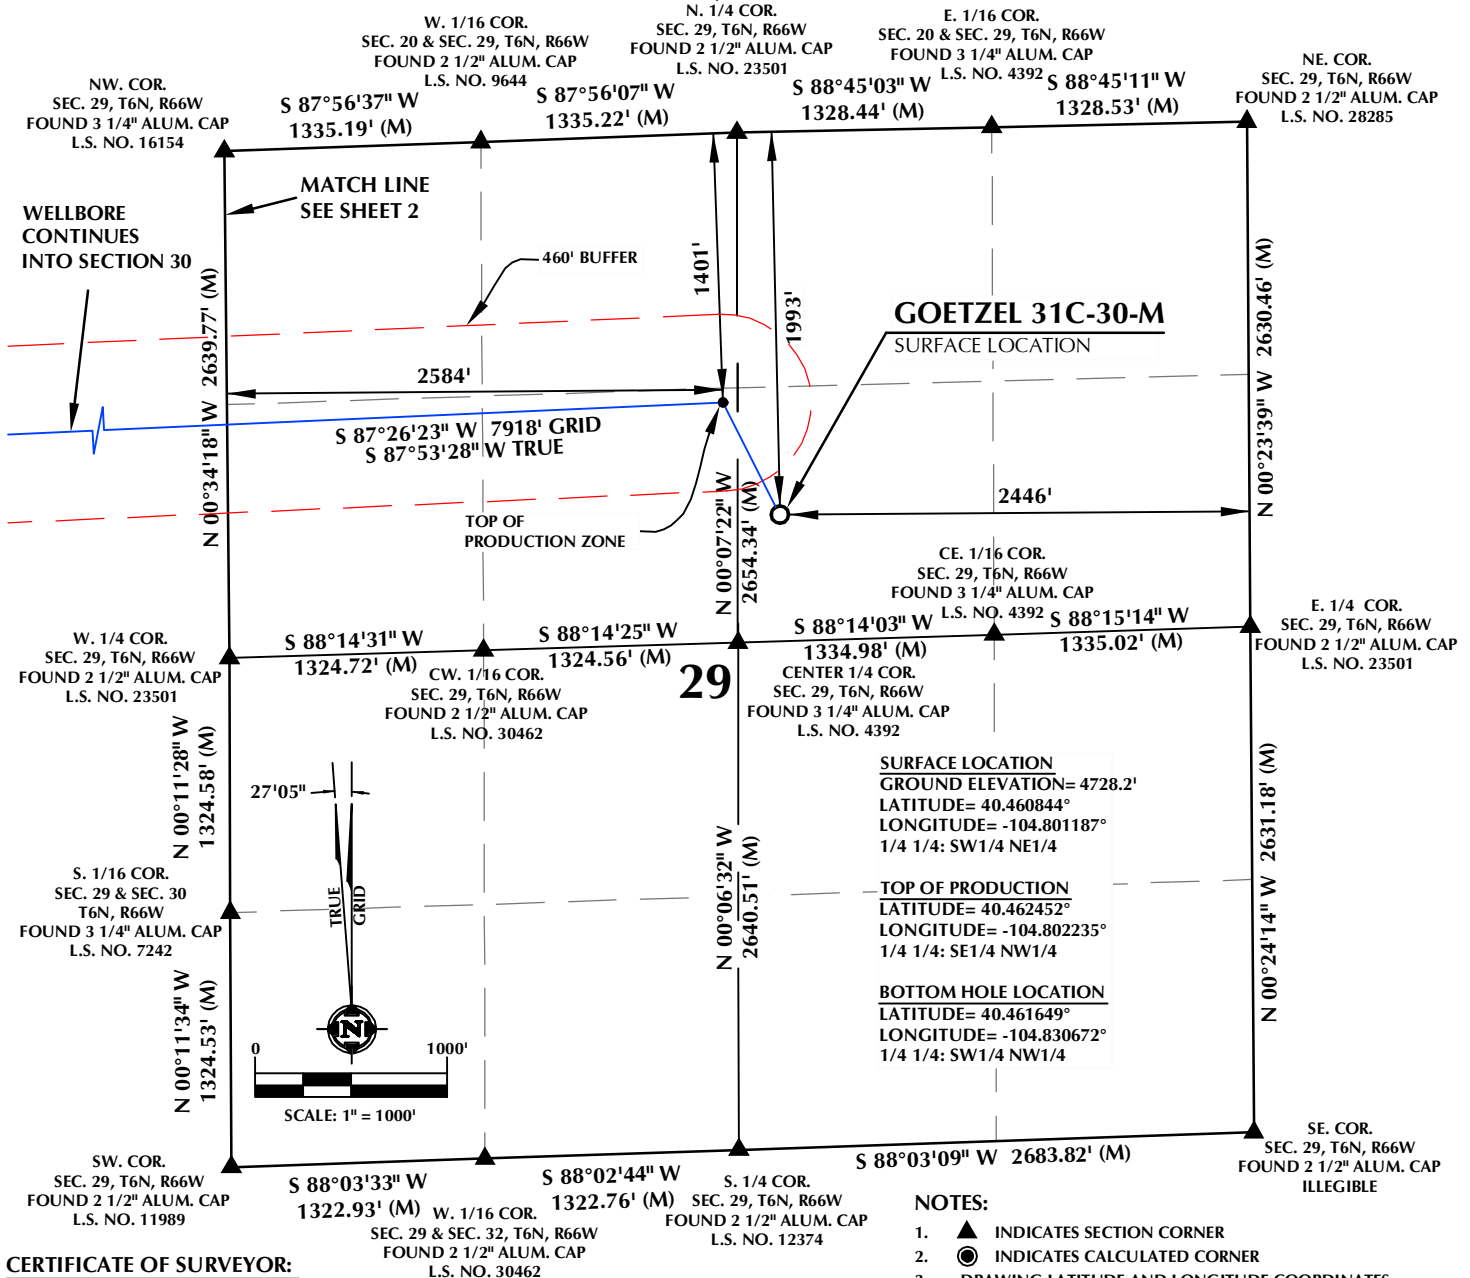 W. 1/16 COR.
SEC. 20 & SEC. 29, T6N, R66W
FOUND 2 1/2" ALUM. CAP
L.S. NO. 9644
N. 1/4 COR.
SEC. 29, T6N, R66W
FOUND 2 1/2" ALUM. CAP
L.S. NO. 23501
E. 1/16 COR.
SEC. 20 & SEC. 29, T6N, R66W
FOUND 3 1/4" ALUM. CAP
L.S. NO. 4392
NE. COR.
SEC. 29, T6N, R66W
FOUND 2 1/2" ALUM. CAP
L.S. NO. 28285
NW. COR.
SEC. 29, T6N, R66W
FOUND 3 1/4" ALUM. CAP
L.S. NO. 16154
S 87°56'37" W
1335.19' (M)
S 87°56'07" W
1335.22' (M)
S 88°45'03" W
1328.44' (M)
S 88°45'11" W
1328.53' (M)
MATCH LINE
SEE SHEET 2
WELLBORE
CONTINUES
INTO SECTION 30
460' BUFFER
1401'
1993'
GOETZEL 31C-30-M
SURFACE LOCATION
N 00°34'18" W 2639.77' (M)
N 00°23'39" W 2630.46' (M)
2584'
S 87°26'23" W 7918' GRID
S 87°53'28" W TRUE
TOP OF
PRODUCTION ZONE
N 00°07'22" W
2654.34' (M)
2446'
CE. 1/16 COR.
SEC. 29, T6N, R66W
FOUND 3 1/4" ALUM. CAP
L.S. NO. 4392
E. 1/4 COR.
SEC. 29, T6N, R66W
FOUND 2 1/2" ALUM. CAP
L.S. NO. 23501
W. 1/4 COR.
SEC. 29, T6N, R66W
FOUND 2 1/2" ALUM. CAP
L.S. NO. 23501
S 88°14'31" W
1324.72' (M)
S 88°14'25" W
1324.56' (M)
S 88°14'03" W
1334.98' (M)
S 88°15'14" W
1335.02' (M)
29
CW. 1/16 COR.
SEC. 29, T6N, R66W
FOUND 2 1/2" ALUM. CAP
L.S. NO. 30462
CENTER 1/4 COR.
SEC. 29, T6N, R66W
FOUND 3 1/4" ALUM. CAP
L.S. NO. 4392
N 00°11'28" W
1324.58' (M)
27'05"
TRUE
GRID
N
SURFACE LOCATION
GROUND ELEVATION= 4728.2'
LATITUDE= 40.460844°
LONGITUDE= -104.801187°
1/4 1/4: SW1/4 NE1/4
TOP OF PRODUCTION
LATITUDE= 40.462452°
LONGITUDE= -104.802235°
1/4 1/4: SE1/4 NW1/4
BOTTOM HOLE LOCATION
LATITUDE= 40.461649°
LONGITUDE= -104.830672°
1/4 1/4: SW1/4 NW1/4
N 00°06'32" W
2640.51' (M)
N 00°24'14" W 2631.18' (M)
S. 1/16 COR.
SEC. 29 & SEC. 30
T6N, R66W
FOUND 3 1/4" ALUM. CAP
L.S. NO. 7242
N 00°11'34" W
1324.53' (M)
0 1000'
SCALE: 1" = 1000'
SW. COR.
SEC. 29, T6N, R66W
FOUND 2 1/2" ALUM. CAP
L.S. NO. 11989
S 88°03'33" W
1322.93' (M)
S 88°02'44" W
1322.76' (M)
S 88°03'09" W 2683.82' (M)
W. 1/16 COR.
SEC. 29 & SEC. 32, T6N, R66W
FOUND 2 1/2" ALUM. CAP
L.S. NO. 30462
S. 1/4 COR.
SEC. 29, T6N, R66W
FOUND 2 1/2" ALUM. CAP
L.S. NO. 12374
SE. COR.
SEC. 29, T6N, R66W
FOUND 2 1/2" ALUM. CAP
ILLEGIBLE
NOTES:
1. INDICATES SECTION CORNER
2. INDICATES CALCULATED CORNER
3. DRAWING LATITUDE AND LONGITUDE COORDINATES
CERTIFICATE OF SURVEYOR: